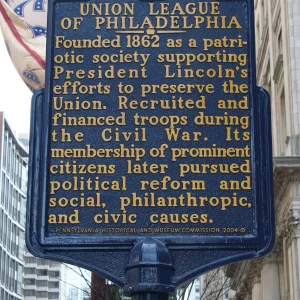 UNION LEAGUE
OF PHILADELPHIA
Founded 1862 as a patri-
otic society supporting
President Lincoln's
efforts to preserve the
Union. Recruited and
financed troops during
the Civil War. Its
membership of prominent
citizens later pursued
political reform and
social, philanthropic,
and civic causes.
PENNSYLVANIA HISTORICAL AND MUSEUM COMMISSION 2004 ©